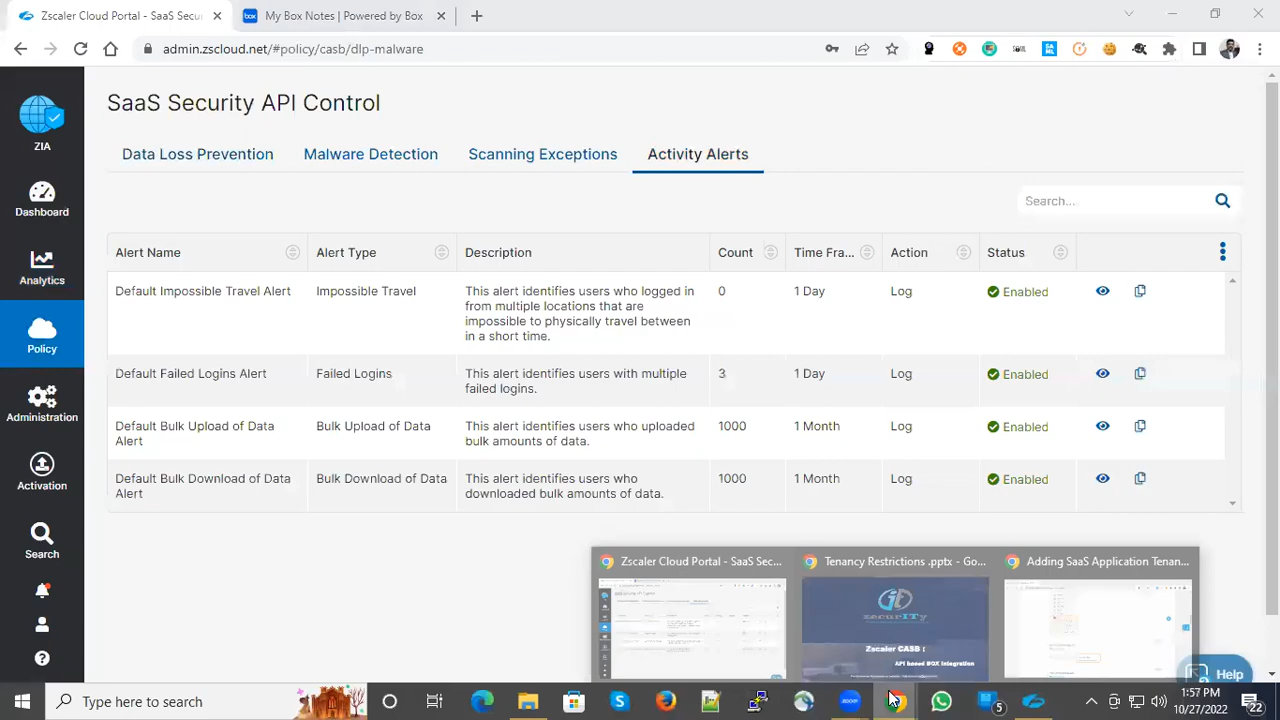 Zscaler Cloud Portal - SaaS Secu
My Box Notes | Powered by Box
admin.zscloud.net/#policy/casb/dlp-malware
ZIA
Dashboard
Analytics
Policy
Administration
Activation
Search
SaaS Security API Control
Data Loss Prevention
Malware Detection
Scanning Exceptions
Activity Alerts
Search...
Alert Name
Alert Type
Description
Count
Time Fra...
Action
Status
Default Impossible Travel Alert
Impossible Travel
This alert identifies users who logged in
from multiple locations that are
impossible to physically travel between
in a short time.
0
1 Day
Log
Enabled
Default Failed Logins Alert
Failed Logins
This alert identifies users with multiple
failed logins.
3
1 Day
Log
Enabled
Default Bulk Upload of Data
Alert
Bulk Upload of Data
This alert identifies users who uploaded
bulk amounts of data.
1000
1 Month
Log
Enabled
Default Bulk Download of Data
Alert
Bulk Download of Data
This alert identifies users who
downloaded bulk amounts of data.
1000
1 Month
Log
Enabled
Zscaler Cloud Portal - SaaS Sec...
Tenancy Restrictions .pptx - Go...
Adding SaaS Application Tenan...
securITy
Zscaler CASB :
API based BOX integration
Help
Type here to search
zoom
5
1:57 PM
10/27/2022
22